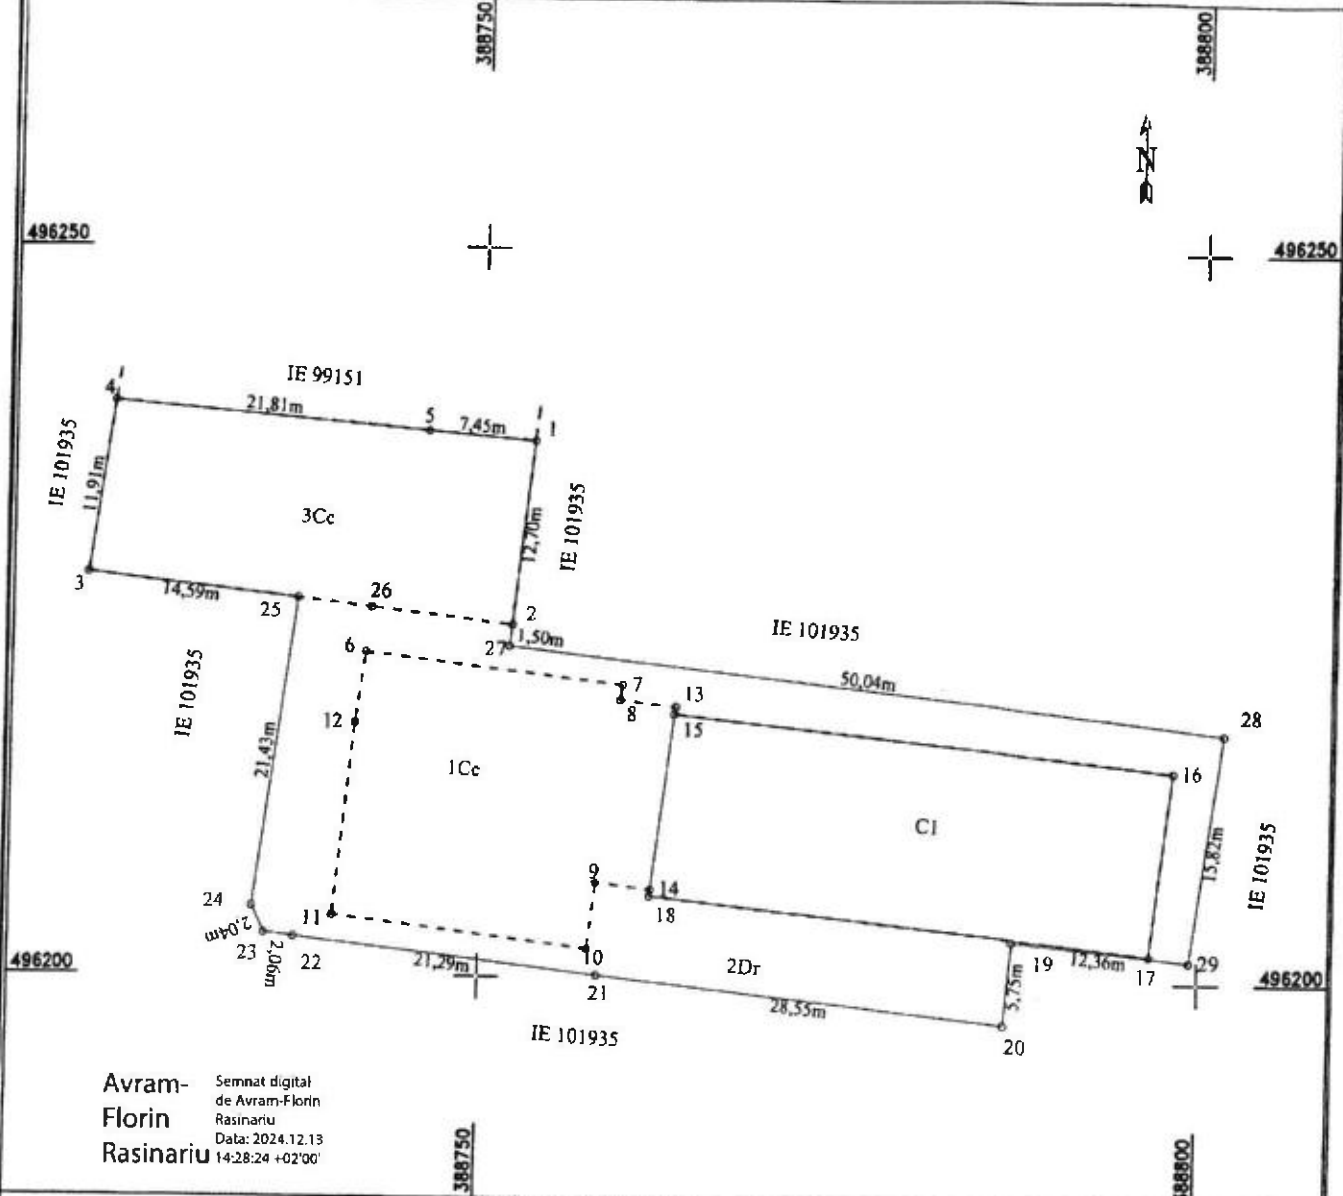 388750
388800
N
496250
496250
IE 99151
4
21,81m
5
7,45m
1
IE 101935
11,91m
3Cc
12,70m
IE 101935
3
14,59m
25
26
2
27
1,50m
IE 101935
50,04m
28
6
7
8
13
15
12
IE 101935
21,43m
1Cc
16
C1
15,82m
IE 101935
9
14
18
24
2,04m
23
2,06m
22
11
21,29m
10
21
2Dr
28,55m
5,75m
19
12,36m
17
29
20
496200
496200
IE 101935
Avram-
Florin
Rasinariu
Semnat digital
de Avram-Florin
Rasinariu
Data: 2024.12.13
14:28:24 +02'00'
388750
388800